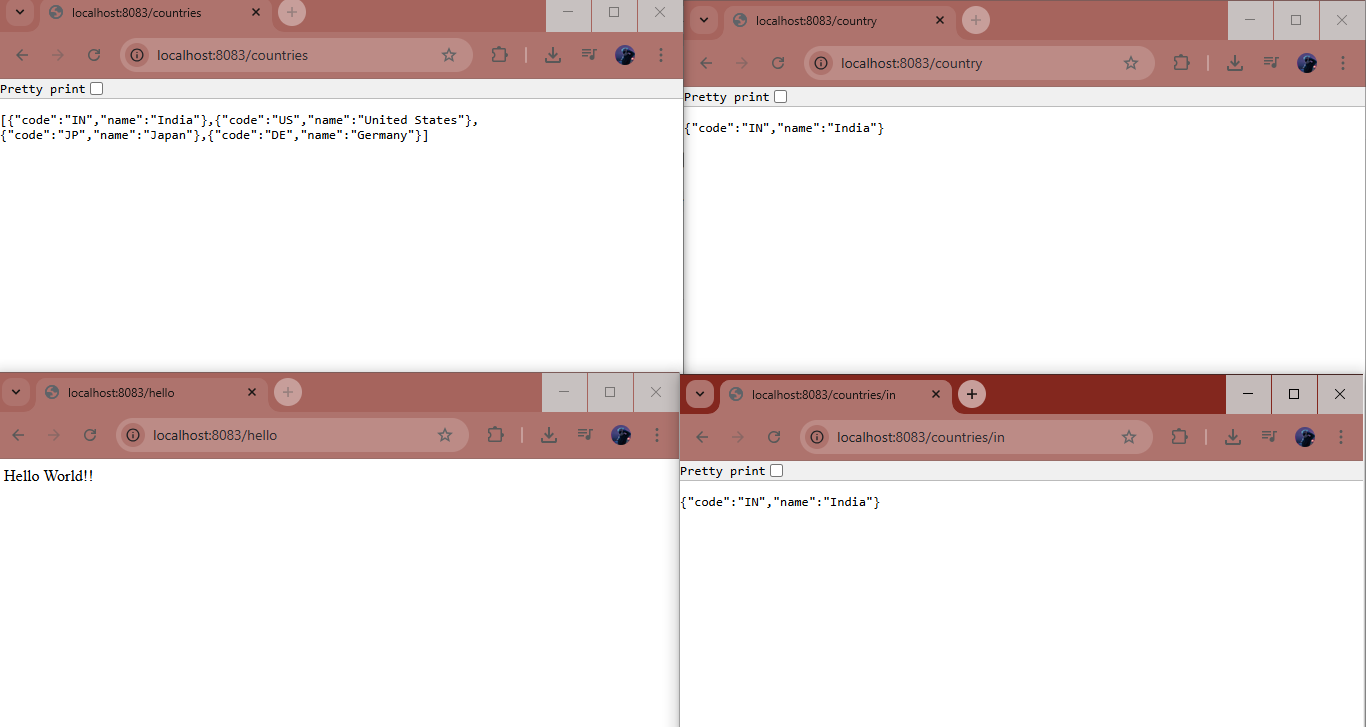 localhost:8083/countries
localhost:8083/countries
Pretty print
[{"code":"IN","name":"India"},{"code":"US","name":"United States"},
{"code":"JP","name":"Japan"},{"code":"DE","name":"Germany"}]
localhost:8083/country
localhost:8083/country
Pretty print
{"code":"IN","name":"India"}
localhost:8083/hello
localhost:8083/hello
Hello World!!
localhost:8083/countries/in
localhost:8083/countries/in
Pretty print
{"code":"IN","name":"India"}